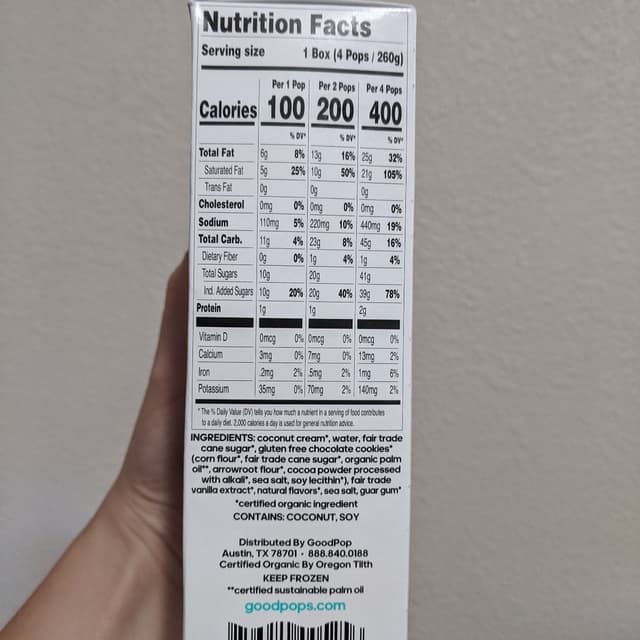 Nutrition Facts
Serving size 1 Box (4 Pops / 260g)
Per 1 Pop Per 2 Pops Per 4 Pops
Calories 100 200 400
% DV* % DV* % DV*
Total Fat 6g 8% 13g 16% 25g 32%
Saturated Fat 5g 25% 10g 50% 21g 105%
Trans Fat 0g 0g 0g
Cholesterol 0mg 0% 0mg 0% 0mg 0%
Sodium 110mg 5% 220mg 10% 440mg 19%
Total Carb. 11g 4% 23g 8% 45g 16%
Dietary Fiber 0g 0% 1g 4% 1g 4%
Total Sugars 10g 20g 41g
Incl. Added Sugars 10g 20% 20g 40% 39g 78%
Protein 1g 1g 2g
Vitamin D 0mcg 0% 0mcg 0% 0mcg 0%
Calcium 3mg 0% 7mg 0% 13mg 2%
Iron .2mg 2% .5mg 2% 1mg 6%
Potassium 35mg 0% 70mg 2% 140mg 2%
* The % Daily Value (DV) tells you how much a nutrient in a serving of food contributes
to a daily diet. 2,000 calories a day is used for general nutrition advice.
INGREDIENTS: coconut cream*, water, fair trade
cane sugar*, gluten free chocolate cookies*
(corn flour*, fair trade cane sugar*, organic palm
oil**, arrowroot flour*, cocoa powder processed
with alkali*, sea salt, soy lecithin*), fair trade
vanilla extract*, natural flavors*, sea salt, guar gum*
*certified organic ingredient
CONTAINS: COCONUT, SOY
Distributed By GoodPop
Austin, TX 78701 • 888.840.0188
Certified Organic By Oregon Tilth
KEEP FROZEN
**certified sustainable palm oil
goodpops.com